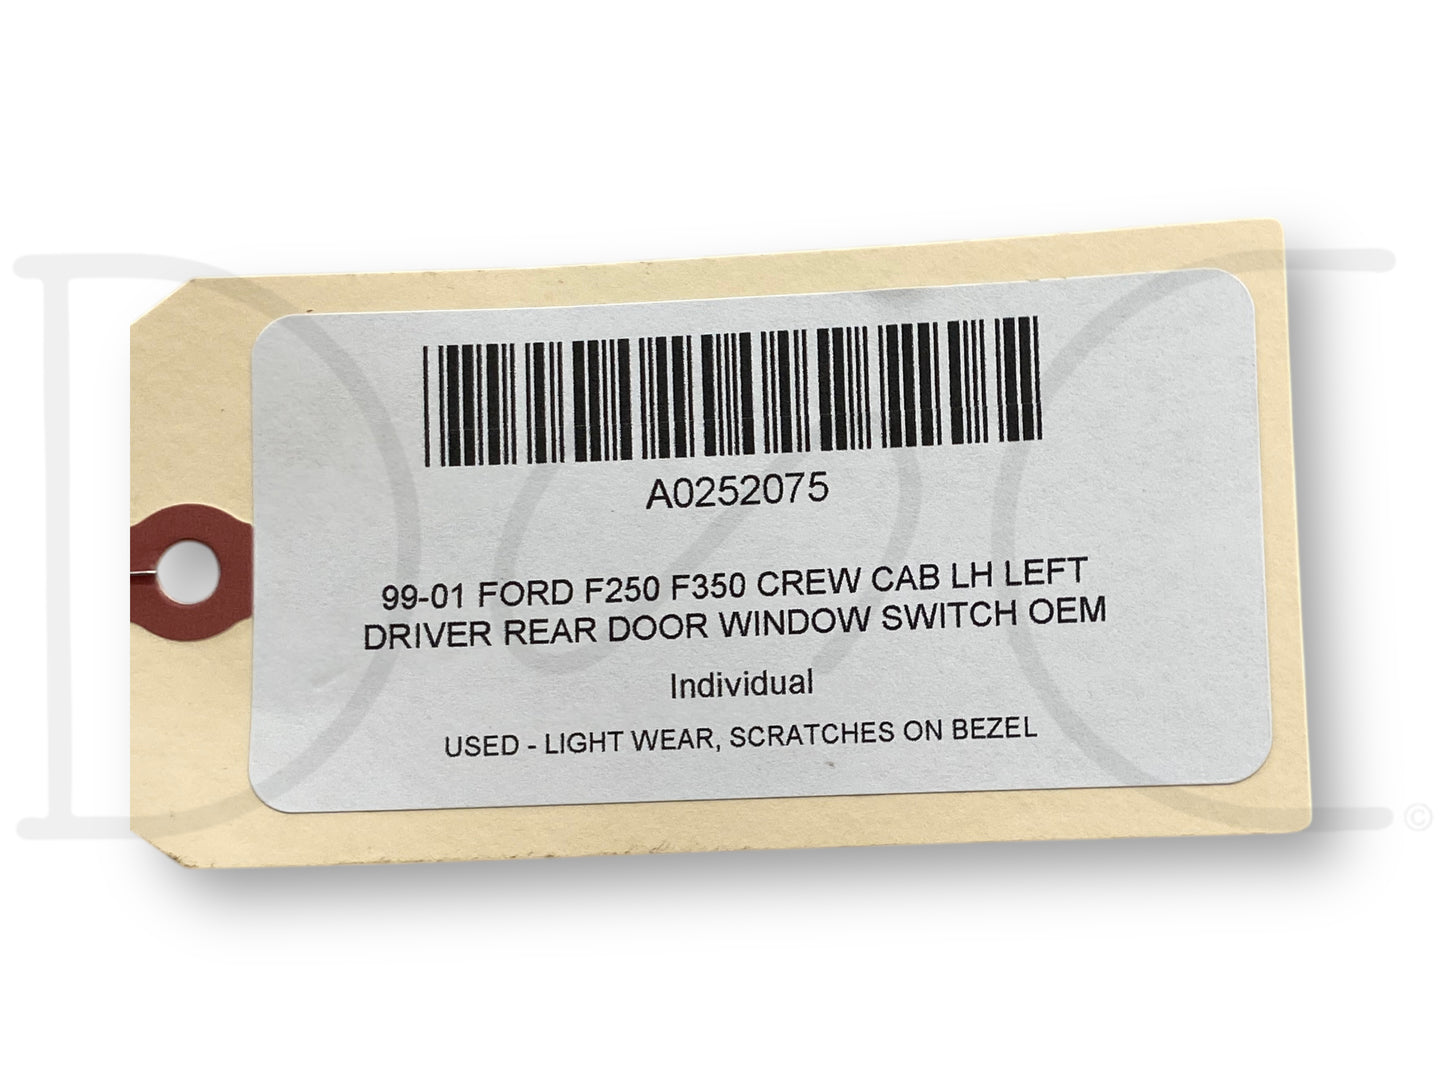 A0252075
99-01 FORD F250 F350 CREW CAB LH LEFT
DRIVER REAR DOOR WINDOW SWITCH OEM
Individual
USED - LIGHT WEAR, SCRATCHES ON BEZEL
D&C
©